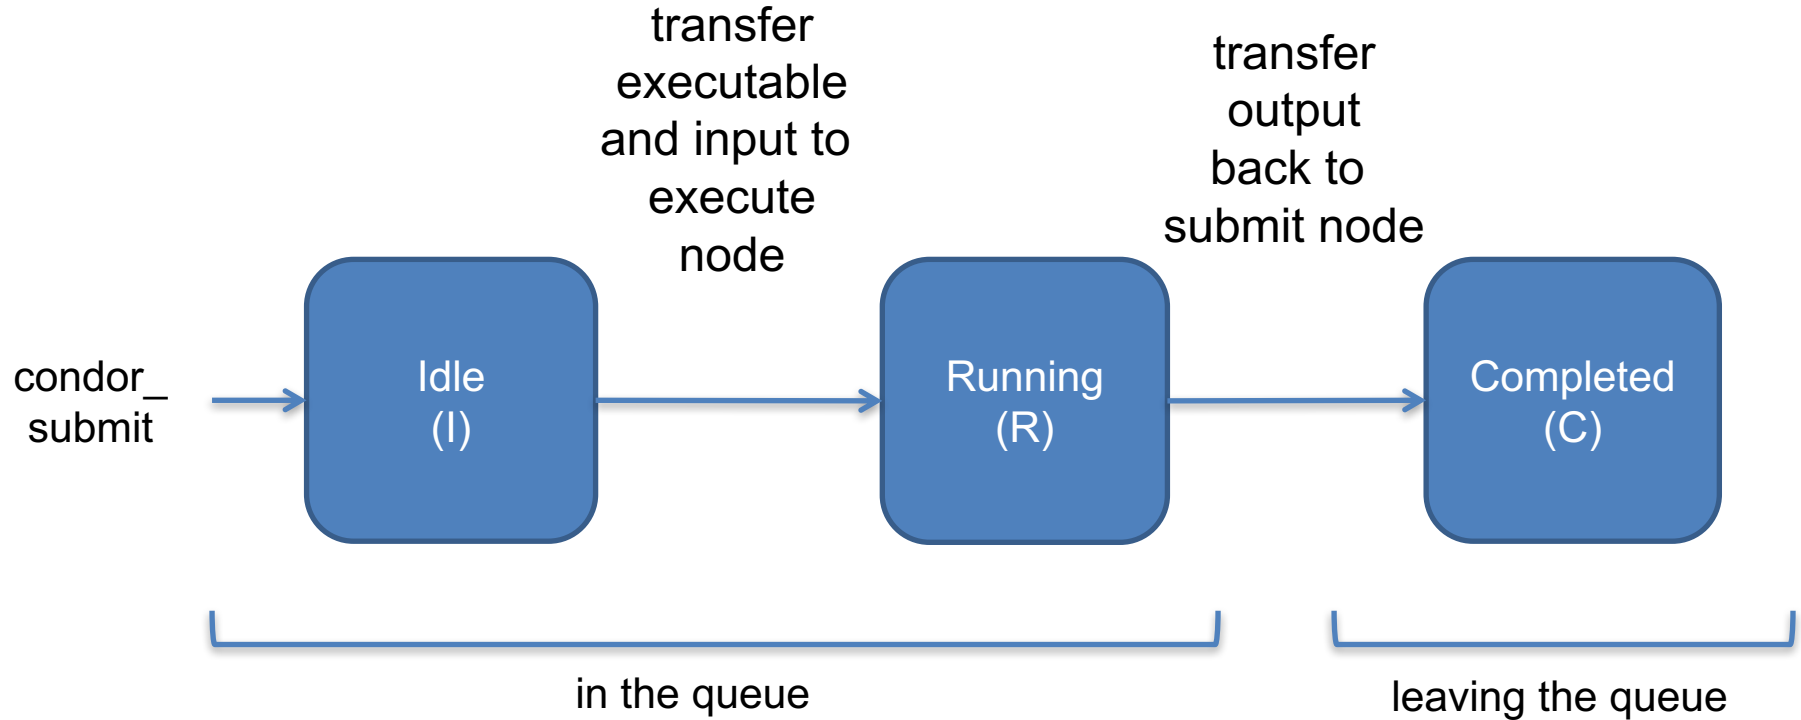 transfer
executable
and input to
execute
node
transfer
output
back to
submit node
condor_
submit
Idle
(I)
Running
(R)
Completed
(C)
in the queue
leaving the queue